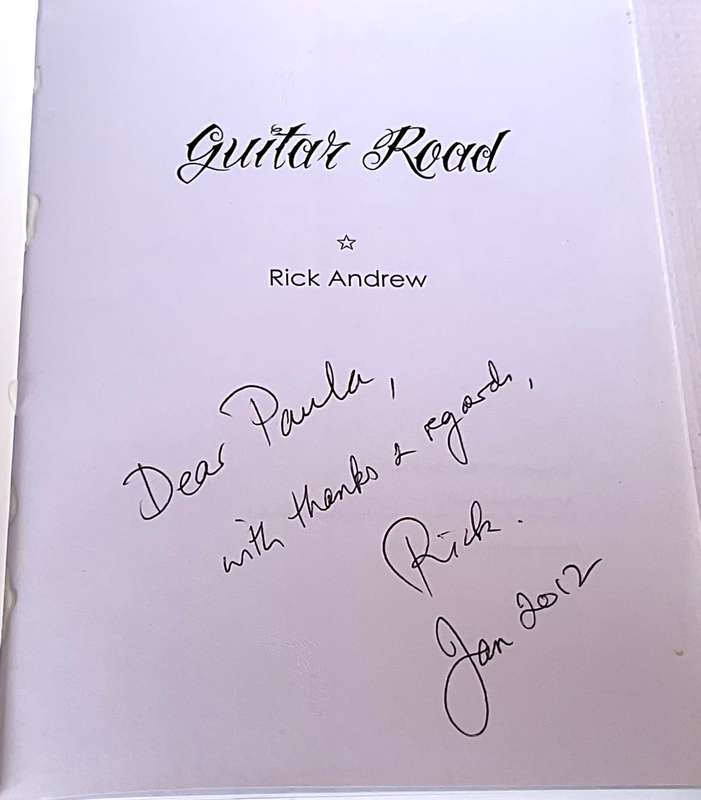 Guitar Road
☆
Rick Andrew
Dear Paula,
with thanks & regards,
Rick.
Jan 2012